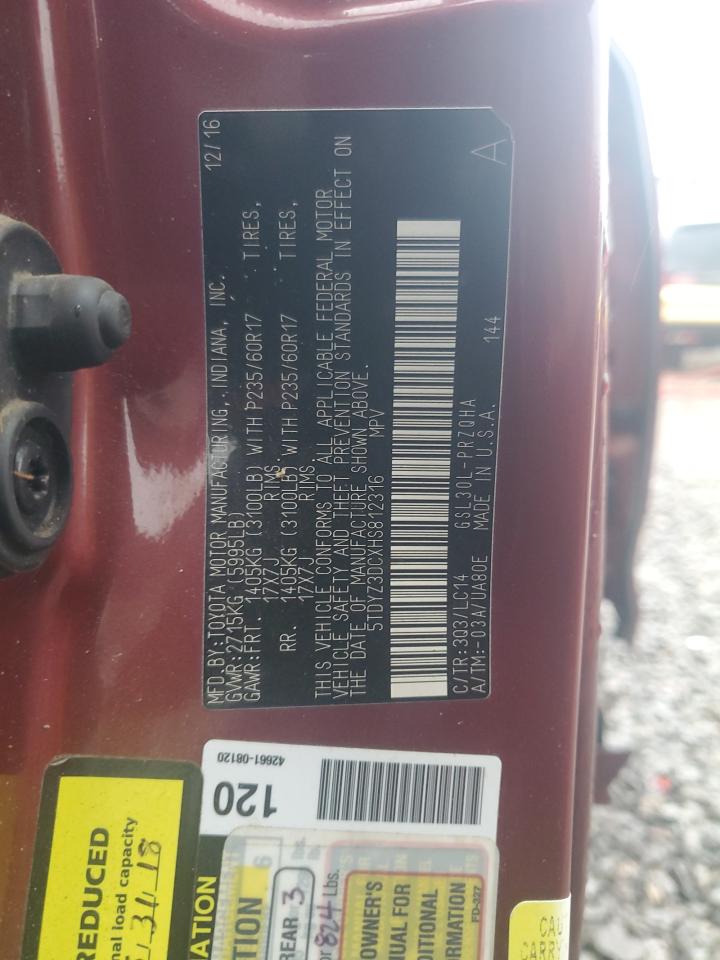 MFD.BY:TOYOTA MOTOR MANUFACTURING, INDIANA, INC. 12/16
GVWR:2715KG (5995LB)
GAWR:FRT. 1405KG (3100LB) WITH P235/60R17 TIRES,
17X7J RIMS
RR. 1405KG (3100LB) WITH P235/60R17 TIRES,
17X7J RIMS
THIS VEHICLE CONFORMS TO ALL APPLICABLE FEDERAL MOTOR
VEHICLE SAFETY AND THEFT PREVENTION STANDARDS IN EFFECT ON
THE DATE OF MANUFACTURE SHOWN ABOVE.
5TDYZ3DCXHS812316 MPV
A
C/TR:3Q3/LC14 GSL30L-PRZQHA 144
A/TM:-03A/UA80E MADE IN U.S.A.
42661-08120
120
REDUCED
nal load capacity
REAR 3
824 Lbs.
OWNER'S
FOR
FD-327
CAU
CARRY